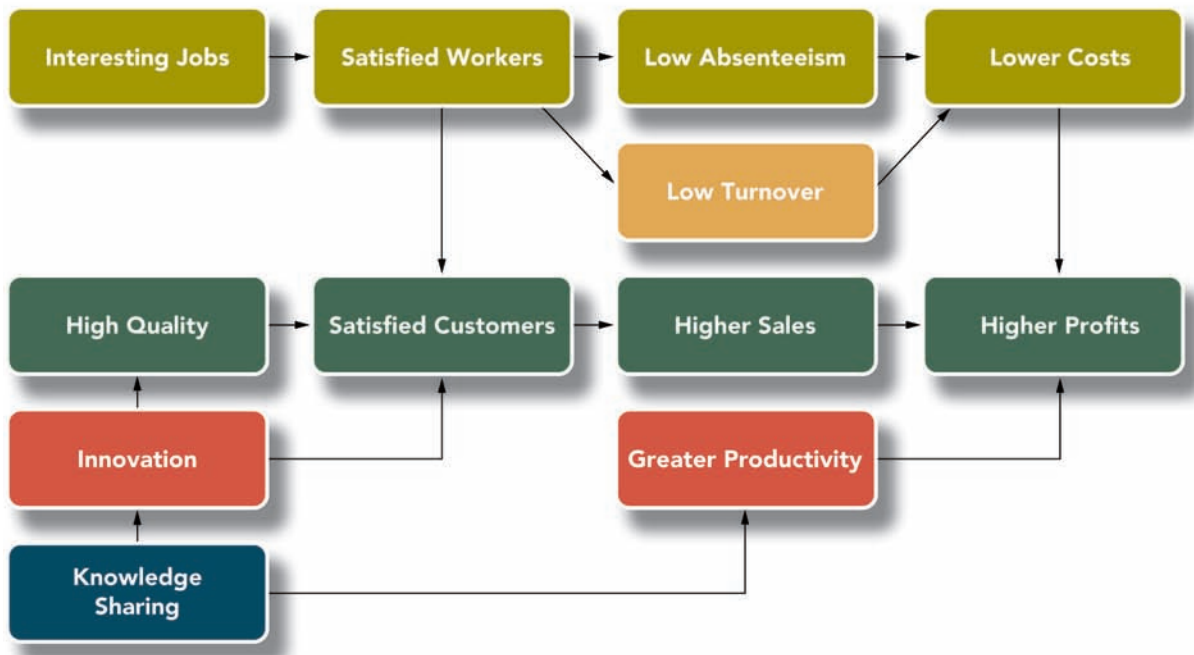 Interesting Jobs
Satisfied Workers
Low Absenteeism
Lower Costs
Low Turnover
High Quality
Satisfied Customers
Higher Sales
Higher Profits
Innovation
Greater Productivity
Knowledge
Sharing